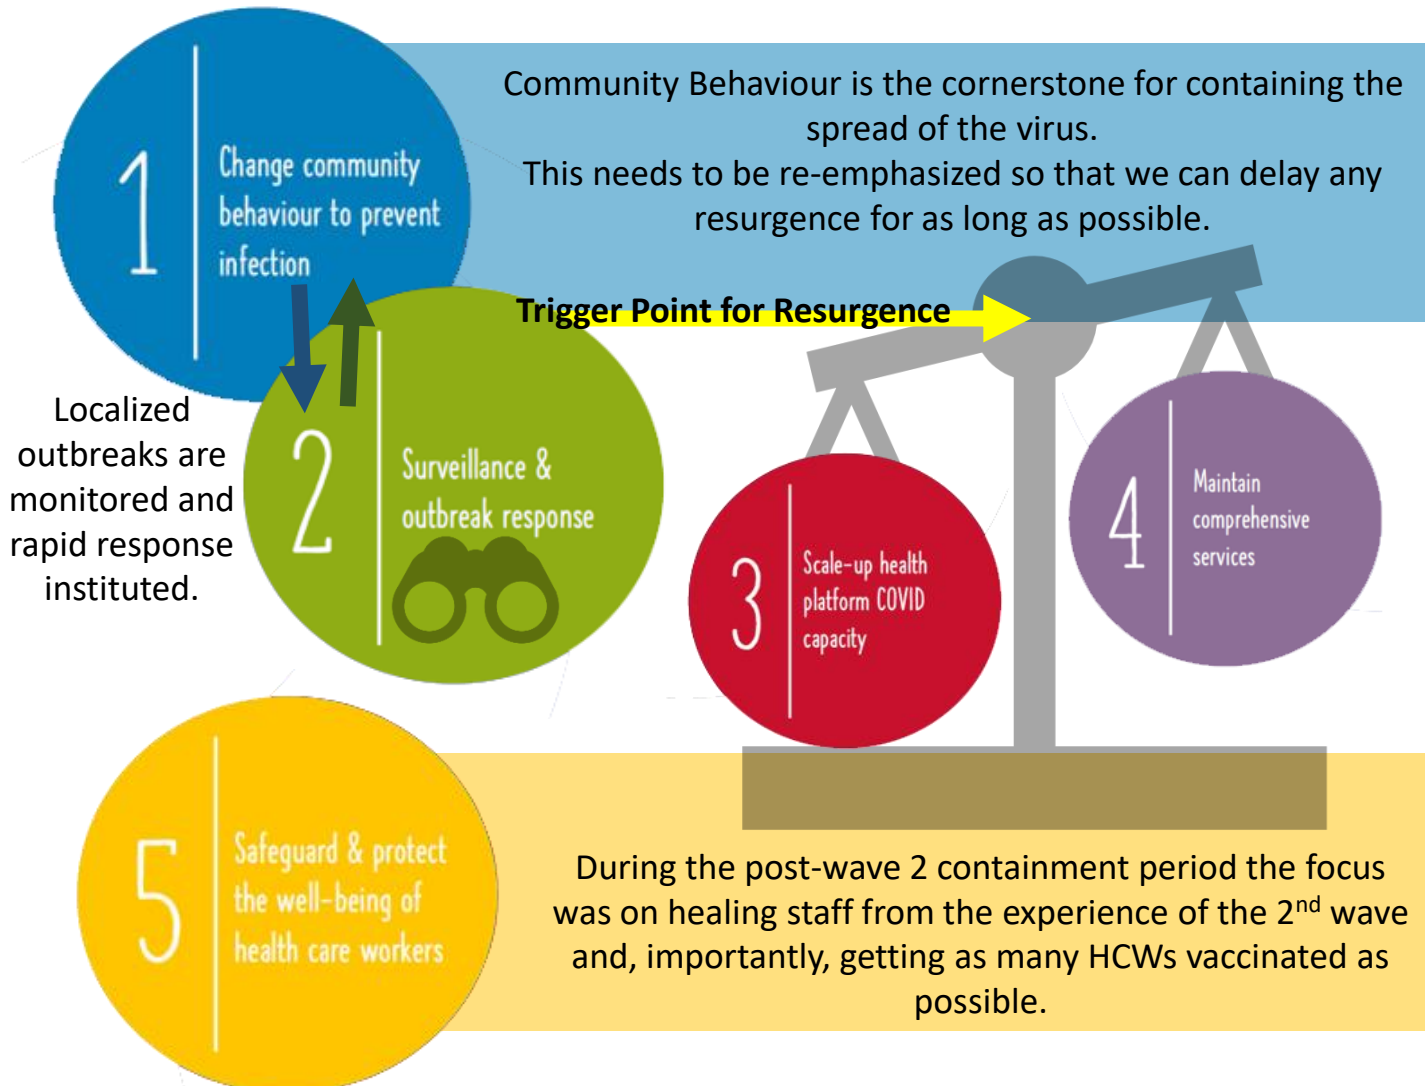 1
Change community
behaviour to prevent
infection
Community Behaviour is the cornerstone for containing the
spread of the virus.
This needs to be re-emphasized so that we can delay any
resurgence for as long as possible.
Trigger Point for Resurgence
Localized
outbreaks are
monitored and
rapid response
instituted.
2
Surveillance &
outbreak response
3
Scale-up health
platform COVID
capacity
4
Maintain
comprehensive
services
5
Safeguard & protect
the well-being of
health care workers
During the post-wave 2 containment period the focus
was on healing staff from the experience of the 2nd wave
and, importantly, getting as many HCWs vaccinated as
possible.